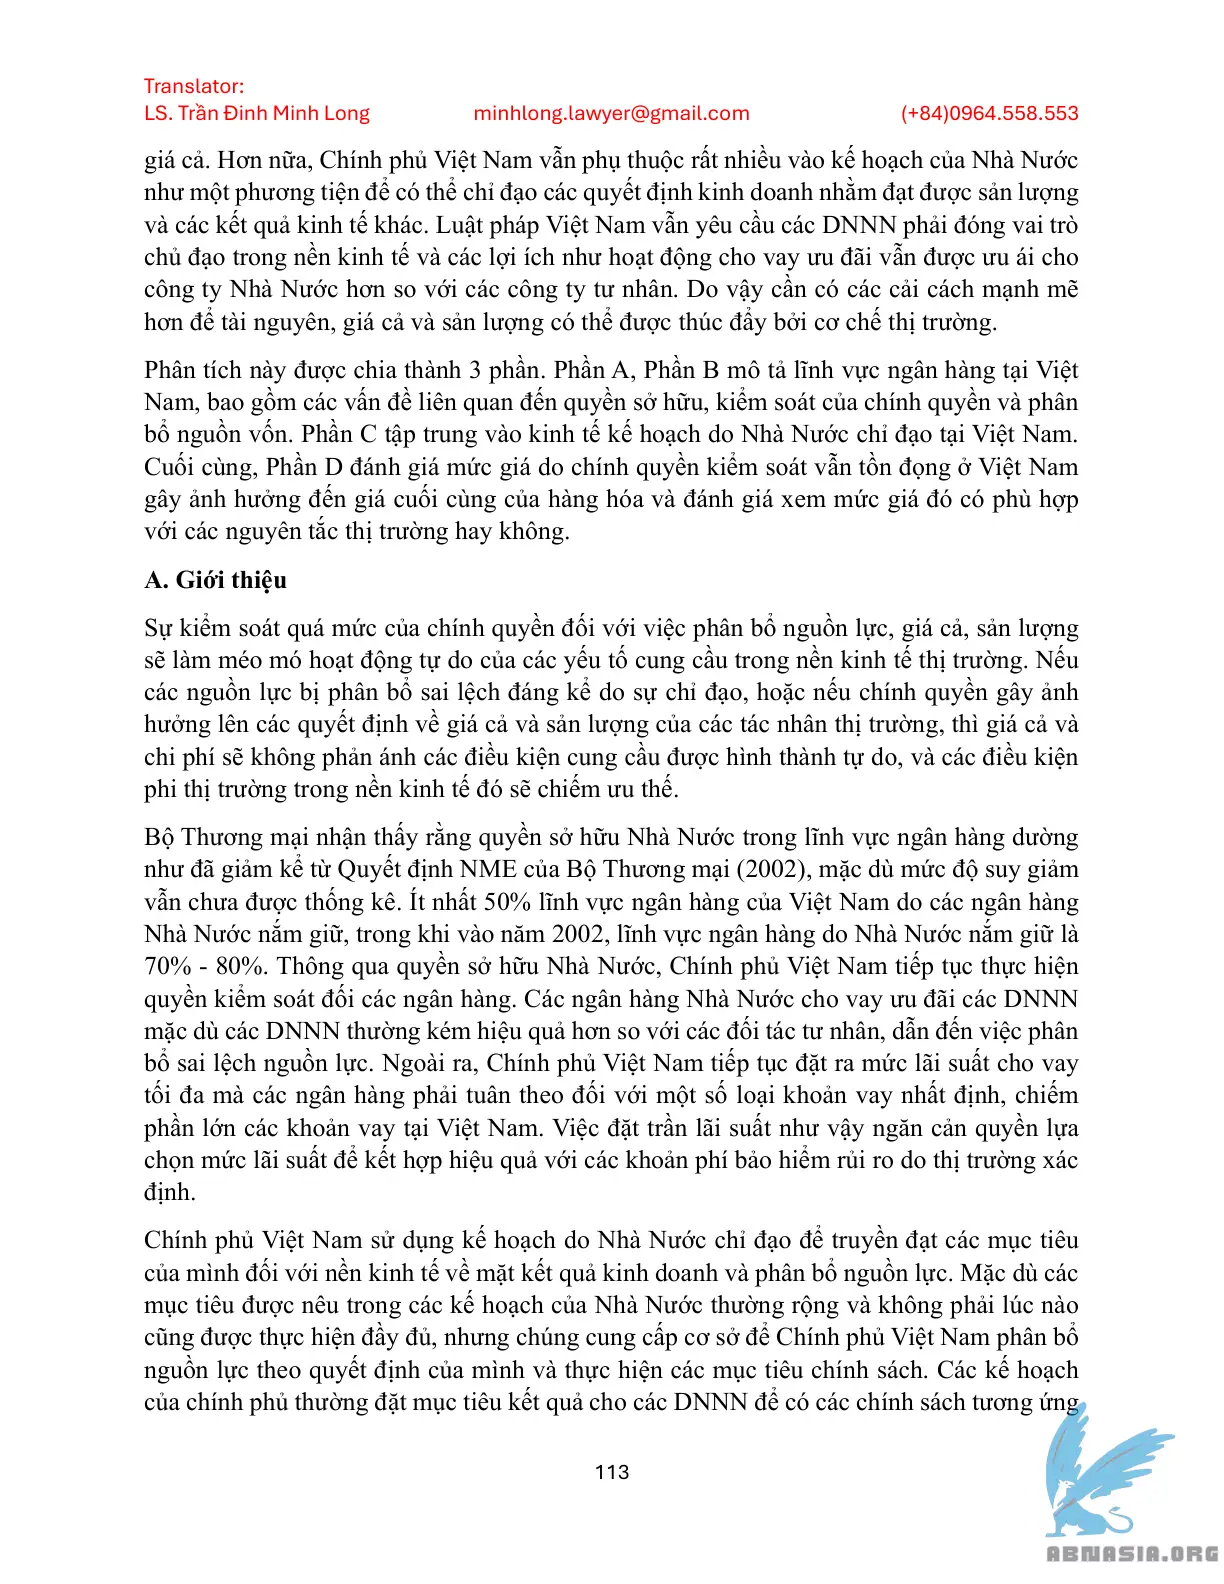 Translator:
LS. Trần Đinh Minh Long minhlong.lawyer@gmail.com (+84)0964.558.553
giá cả. Hơn nữa, Chính phủ Việt Nam vẫn phụ thuộc rất nhiều vào kế hoạch của Nhà Nước
như một phương tiện để có thể chỉ đạo các quyết định kinh doanh nhằm đạt được sản lượng
và các kết quả kinh tế khác. Luật pháp Việt Nam vẫn yêu cầu các DNNN phải đóng vai trò
chủ đạo trong nền kinh tế và các lợi ích như hoạt động cho vay ưu đãi vẫn được ưu ái cho
công ty Nhà Nước hơn so với các công ty tư nhân. Do vậy cần có các cải cách mạnh mẽ
hơn để tài nguyên, giá cả và sản lượng có thể được thúc đẩy bởi cơ chế thị trường.
Phân tích này được chia thành 3 phần. Phần A, Phần B mô tả lĩnh vực ngân hàng tại Việt
Nam, bao gồm các vấn đề liên quan đến quyền sở hữu, kiểm soát của chính quyền và phân
bổ nguồn vốn. Phần C tập trung vào kinh tế kế hoạch do Nhà Nước chỉ đạo tại Việt Nam.
Cuối cùng, Phần D đánh giá mức giá do chính quyền kiểm soát vẫn tồn đọng ở Việt Nam
gây ảnh hưởng đến giá cuối cùng của hàng hóa và đánh giá xem mức giá đó có phù hợp
với các nguyên tắc thị trường hay không.
A. Giới thiệu
Sự kiểm soát quá mức của chính quyền đối với việc phân bổ nguồn lực, giá cả, sản lượng
sẽ làm méo mó hoạt động tự do của các yếu tố cung cầu trong nền kinh tế thị trường. Nếu
các nguồn lực bị phân bổ sai lệch đáng kể do sự chỉ đạo, hoặc nếu chính quyền gây ảnh
hưởng lên các quyết định về giá cả và sản lượng của các tác nhân thị trường, thì giá cả và
chi phí sẽ không phản ánh các điều kiện cung cầu được hình thành tự do, và các điều kiện
phi thị trường trong nền kinh tế đó sẽ chiếm ưu thế.
Bộ Thương mại nhận thấy rằng quyền sở hữu Nhà Nước trong lĩnh vực ngân hàng dường
như đã giảm kể từ Quyết định NME của Bộ Thương mại (2002), mặc dù mức độ suy giảm
vẫn chưa được thống kê. Ít nhất 50% lĩnh vực ngân hàng của Việt Nam do các ngân hàng
Nhà Nước nắm giữ, trong khi vào năm 2002, lĩnh vực ngân hàng do Nhà Nước nắm giữ là
70% - 80%. Thông qua quyền sở hữu Nhà Nước, Chính phủ Việt Nam tiếp tục thực hiện
quyền kiểm soát đối các ngân hàng. Các ngân hàng Nhà Nước cho vay ưu đãi các DNNN
mặc dù các DNNN thường kém hiệu quả hơn so với các đối tác tư nhân, dẫn đến việc phân
bổ sai lệch nguồn lực. Ngoài ra, Chính phủ Việt Nam tiếp tục đặt ra mức lãi suất cho vay
tối đa mà các ngân hàng phải tuân theo đối với một số loại khoản vay nhất định, chiếm
phần lớn các khoản vay tại Việt Nam. Việc đặt trần lãi suất như vậy ngăn cản quyền lựa
chọn mức lãi suất để kết hợp hiệu quả với các khoản phí bảo hiểm rủi ro do thị trường xác
định.
Chính phủ Việt Nam sử dụng kế hoạch do Nhà Nước chỉ đạo để truyền đạt các mục tiêu
của mình đối với nền kinh tế về mặt kết quả kinh doanh và phân bổ nguồn lực. Mặc dù các
mục tiêu được nêu trong các kế hoạch của Nhà Nước thường rộng và không phải lúc nào
cũng được thực hiện đầy đủ, nhưng chúng cung cấp cơ sở để Chính phủ Việt Nam phân bổ
nguồn lực theo quyết định của mình và thực hiện các mục tiêu chính sách. Các kế hoạch
của chính phủ thường đặt mục tiêu kết quả cho các DNNN để có các chính sách tương ứng
113
ABNASIA.ORG